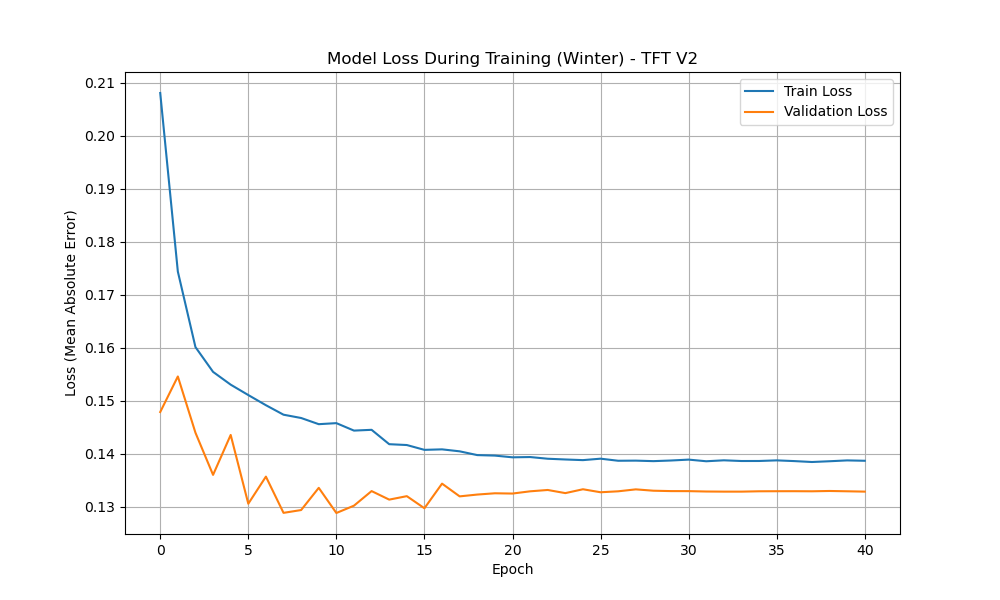 Model Loss During Training (Winter) - TFT V2
Train Loss
Validation Loss
Loss (Mean Absolute Error)
0.21
0.20
0.19
0.18
0.17
0.16
0.15
0.14
0.13
0 5 10 15 20 25 30 35 40
Epoch